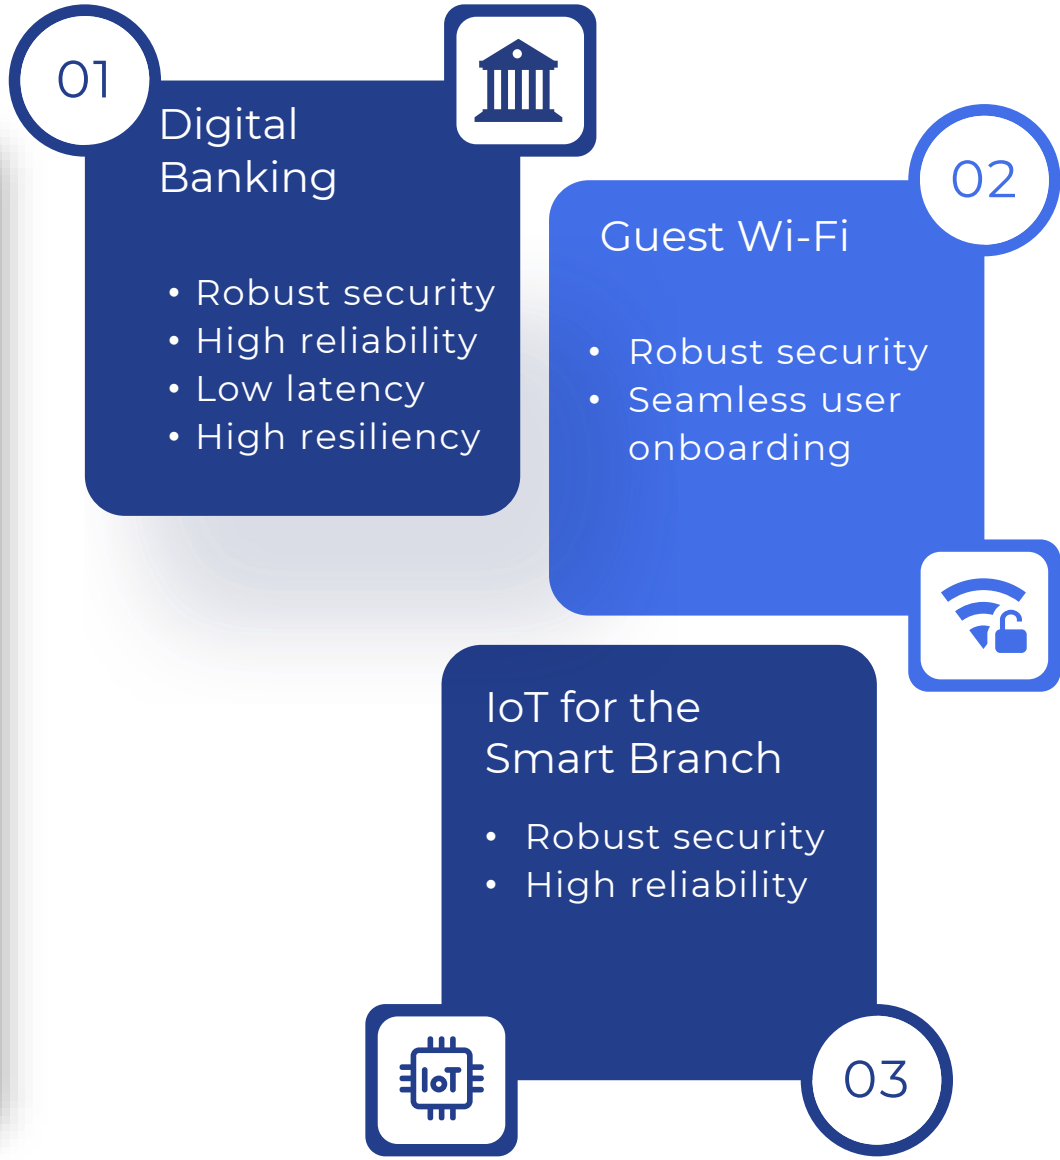 01
Digital
Banking
• Robust security
• High reliability
• Low latency
• High resiliency
02
Guest Wi-Fi
• Robust security
• Seamless user
onboarding
IoT for the
Smart Branch
• Robust security
• High reliability
IoT
03